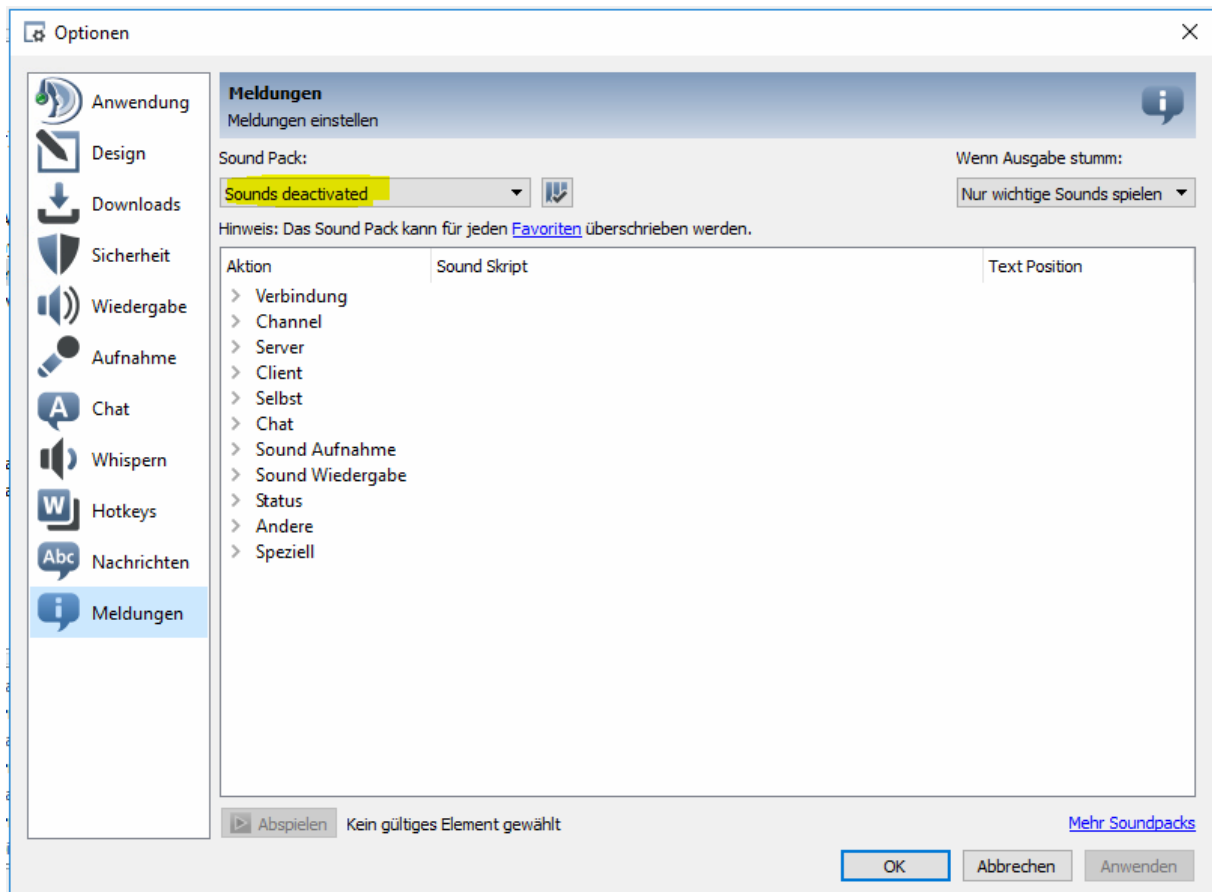 Optionen
Anwendung
Design
Downloads
Sicherheit
Wiedergabe
Aufnahme
A
Chat
Whispern
W
Hotkeys
Abc
Nachrichten
i
Meldungen
Meldungen
Meldungen einstellen
i
Sound Pack:
Wenn Ausgabe stumm:
Sounds deactivated
Nur wichtige Sounds spielen
Hinweis: Das Sound Pack kann für jeden Favoriten überschrieben werden.
Aktion Sound Skript Text Position
Verbindung
Channel
Server
Client
Selbst
Chat
Sound Aufnahme
Sound Wiedergabe
Status
Andere
Speziell
Abspielen Kein gültiges Element gewählt
Mehr Soundpacks
OK Abbrechen Anwenden